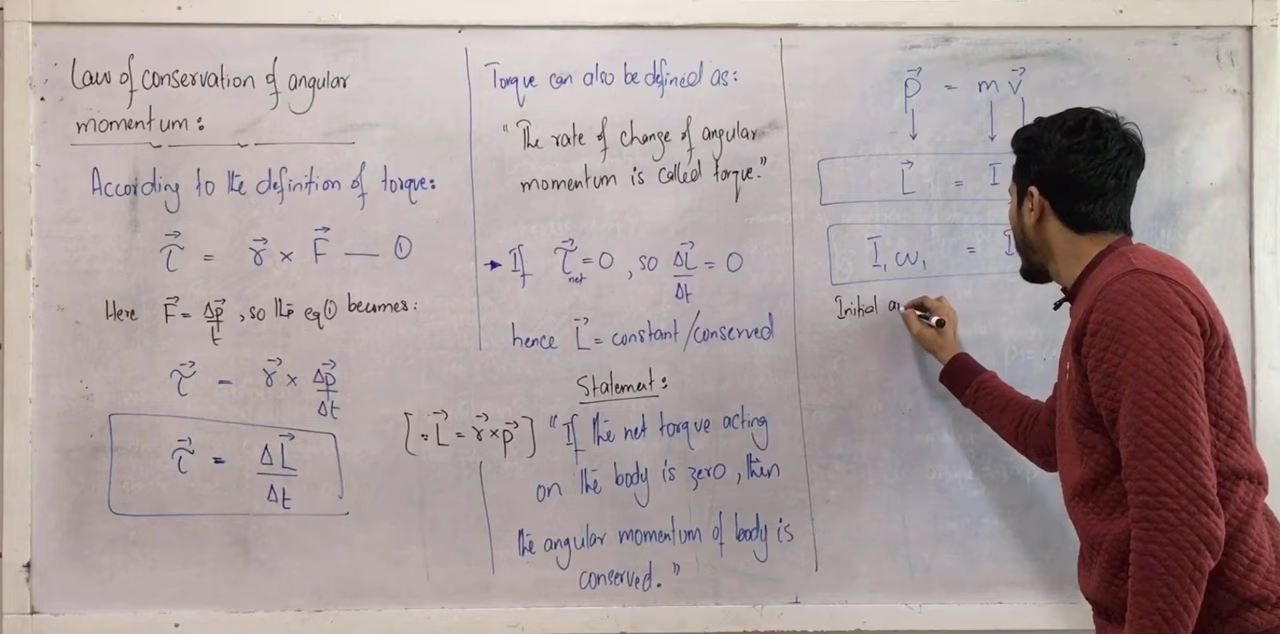 Law of conservation of angular
momentum:
According to the definition of torque:
τ⃗ = r⃗ × F⃗ — ①
Here F⃗ = Δp⃗/t, so the eq① becomes:
τ⃗ = r⃗ × Δp⃗/Δt
τ⃗ = ΔL⃗/Δt
[∵ L⃗ = r⃗ × p⃗]
Torque can also be defined as:
"The rate of change of angular
momentum is called torque."
If τ⃗net = 0, so ΔL⃗/Δt = 0
hence L⃗ = constant/conserved
Statement:
"If the net torque acting
on the body is zero, then
the angular momentum of body is
conserved."
p⃗ = m v⃗
↓ ↓
L⃗ = I
I₁ω₁ =
Initial